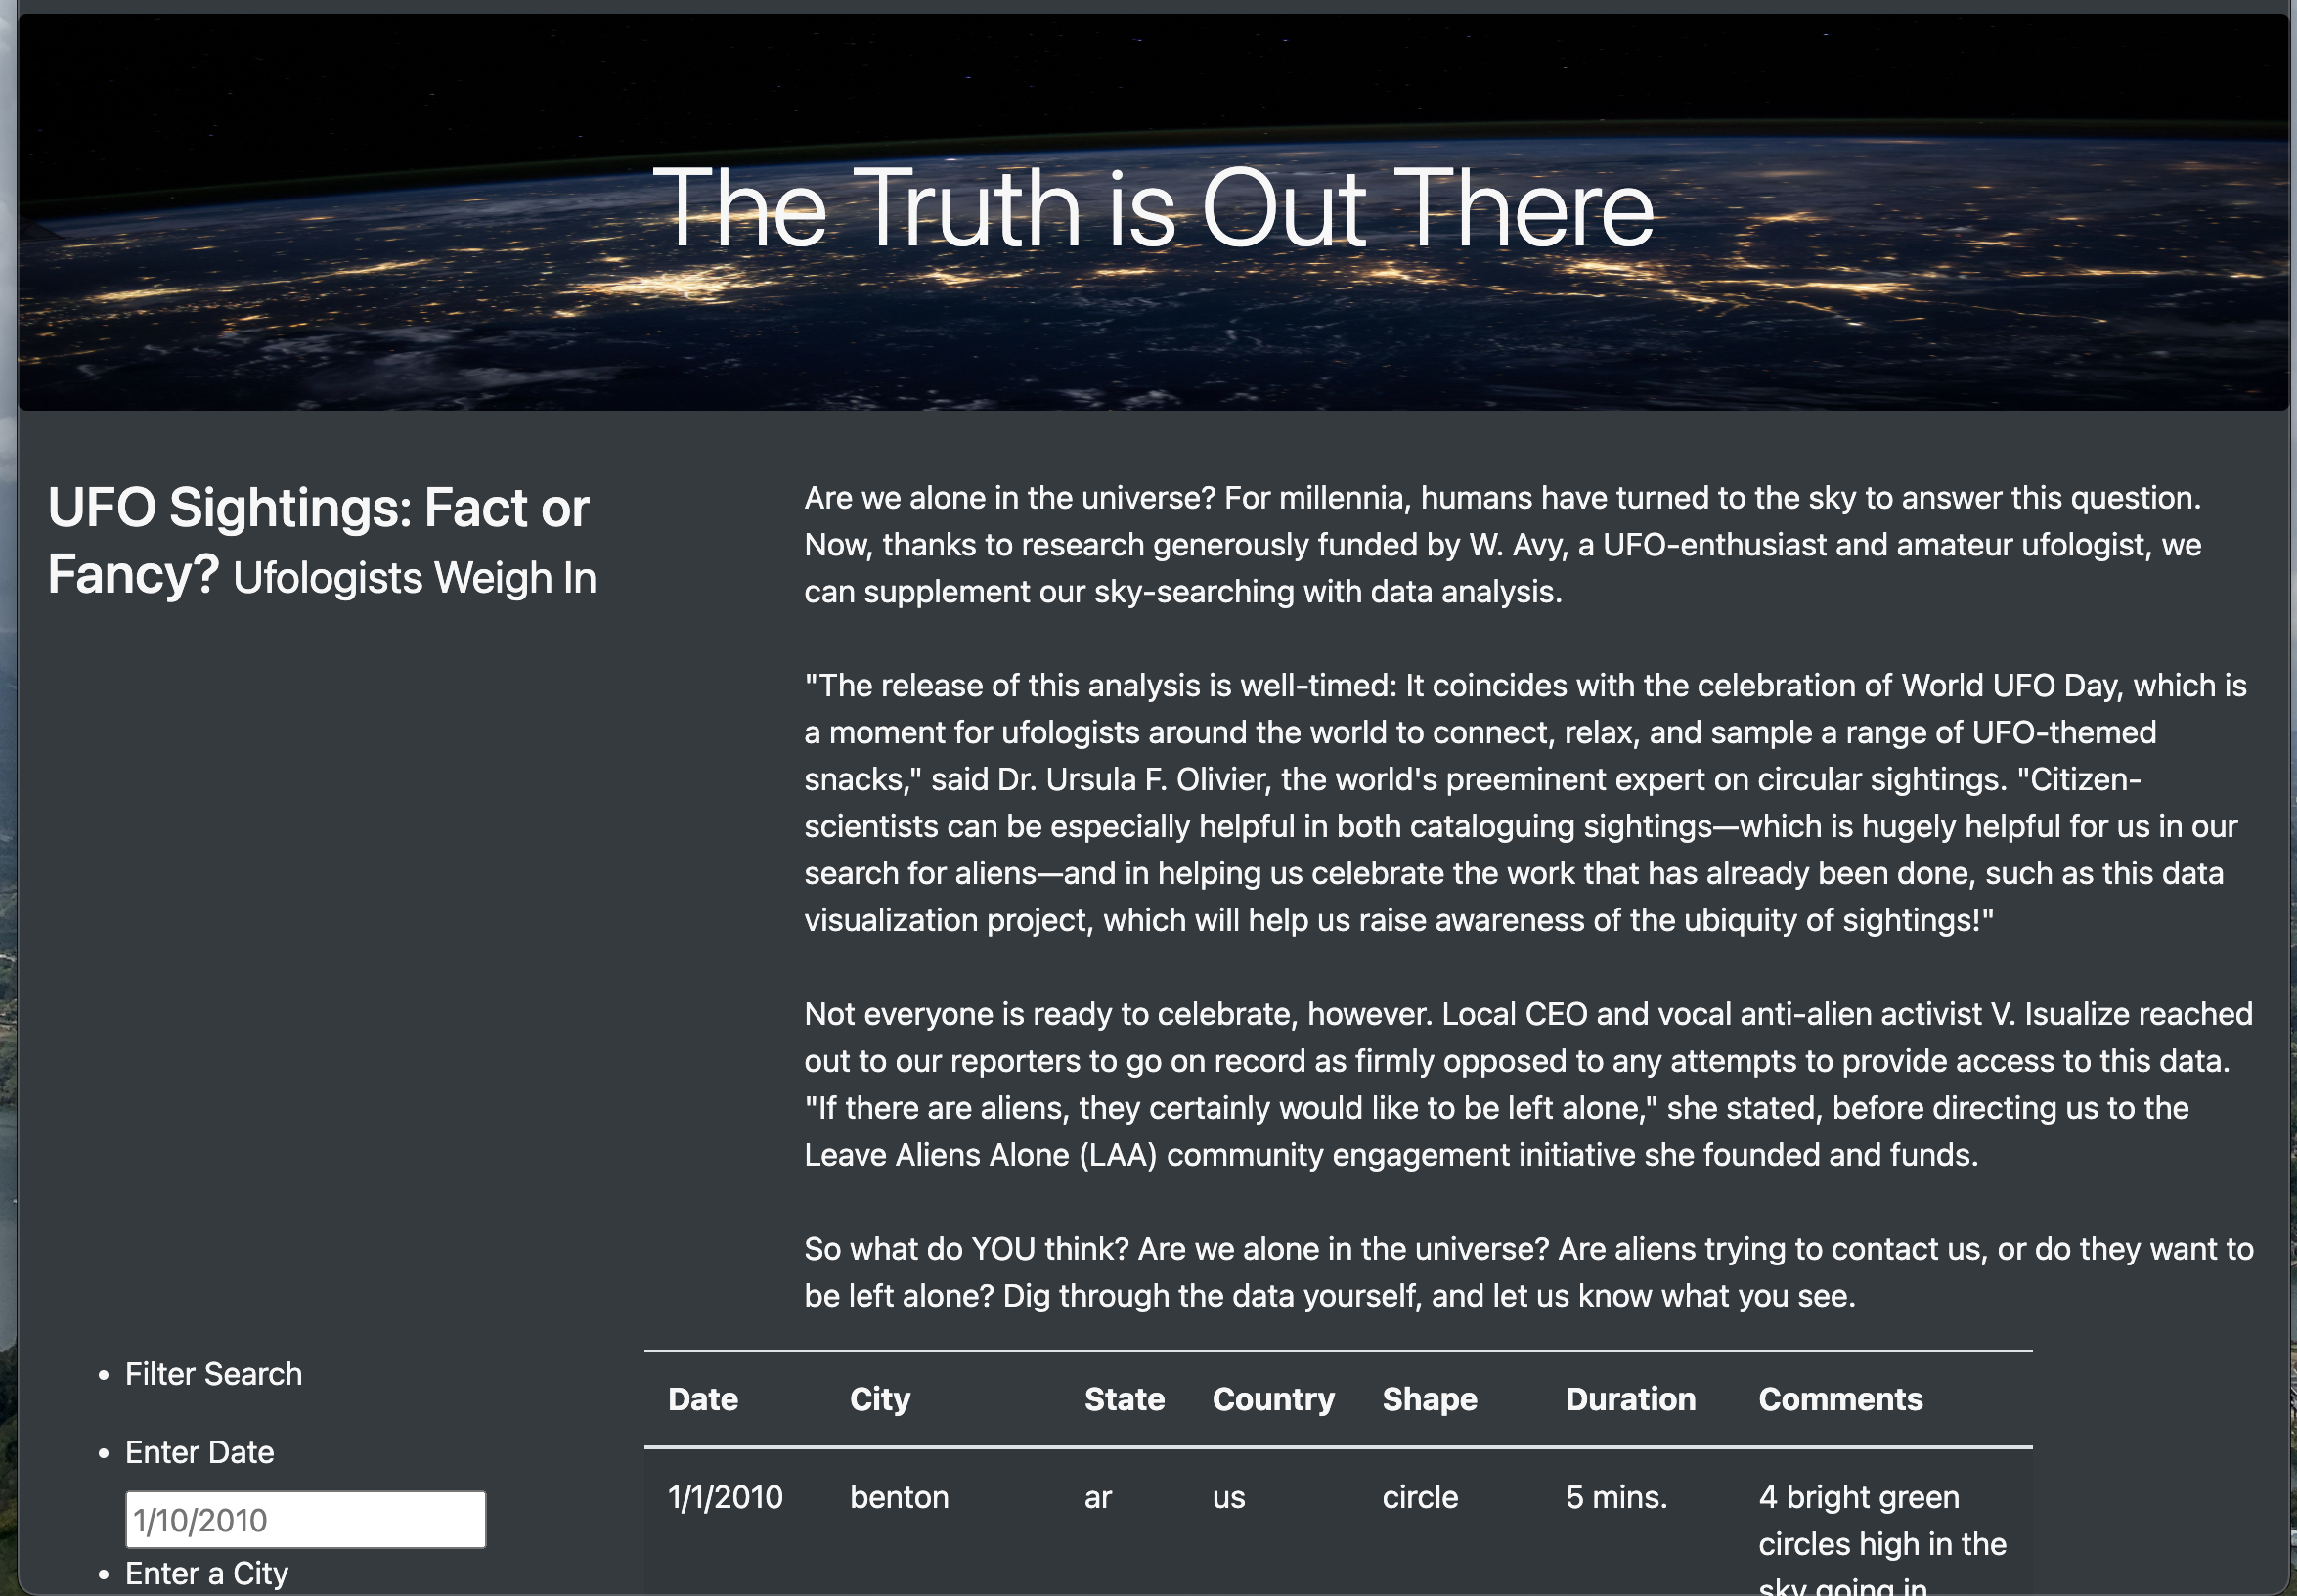 The Truth is Out There
UFO Sightings: Fact or
Fancy? Ufologists Weigh In
Are we alone in the universe? For millennia, humans have turned to the sky to answer this question.
Now, thanks to research generously funded by W. Avy, a UFO-enthusiast and amateur ufologist, we
can supplement our sky-searching with data analysis.
"The release of this analysis is well-timed: It coincides with the celebration of World UFO Day, which is
a moment for ufologists around the world to connect, relax, and sample a range of UFO-themed
snacks," said Dr. Ursula F. Olivier, the world's preeminent expert on circular sightings. "Citizen-
scientists can be especially helpful in both cataloguing sightings—which is hugely helpful for us in our
search for aliens—and in helping us celebrate the work that has already been done, such as this data
visualization project, which will help us raise awareness of the ubiquity of sightings!"
Not everyone is ready to celebrate, however. Local CEO and vocal anti-alien activist V. Isualize reached
out to our reporters to go on record as firmly opposed to any attempts to provide access to this data.
"If there are aliens, they certainly would like to be left alone," she stated, before directing us to the
Leave Aliens Alone (LAA) community engagement initiative she founded and funds.
So what do YOU think? Are we alone in the universe? Are aliens trying to contact us, or do they want to
be left alone? Dig through the data yourself, and let us know what you see.
• Filter Search
• Enter Date
1/10/2010
• Enter a City
Date City State Country Shape Duration Comments
1/1/2010 benton ar us circle 5 mins. 4 bright green
circles high in the
sky going in